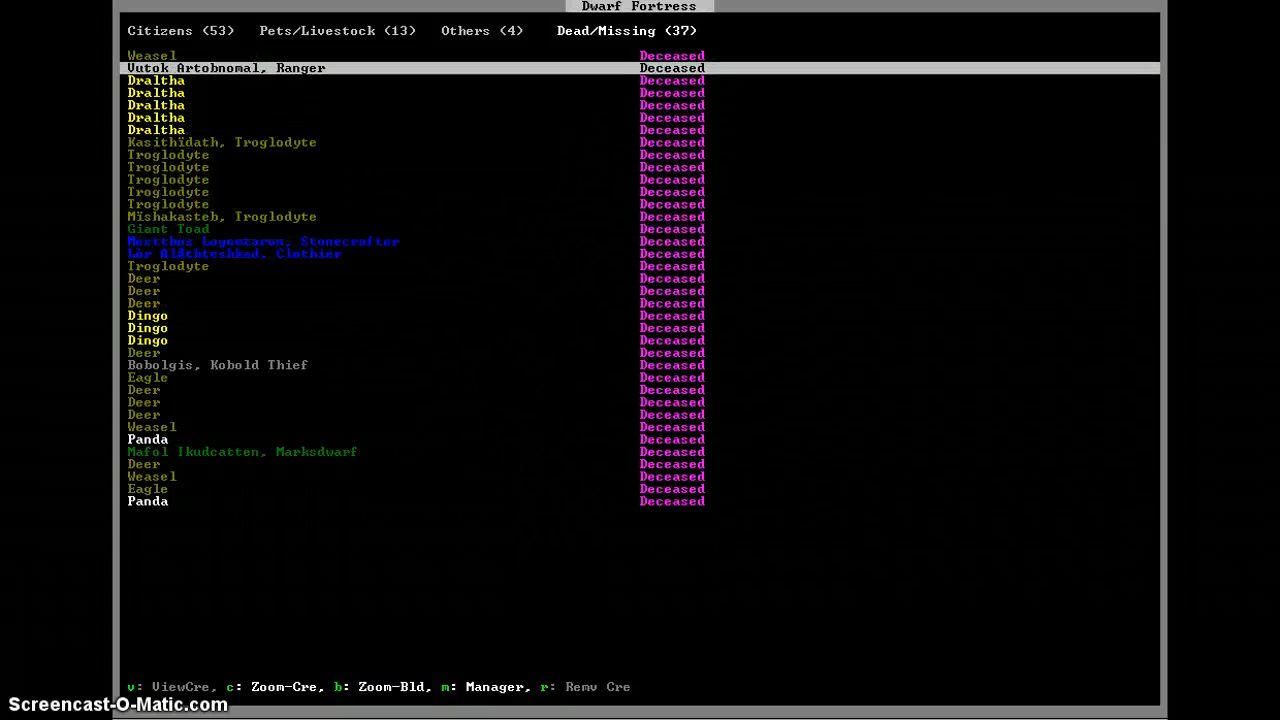 Dwarf Fortress
Citizens (53) Pets/Livestock (13) Others (4) Dead/Missing (37)
Weasel Deceased
Vutok Artobnomal, Ranger Deceased
Draltha Deceased
Draltha Deceased
Draltha Deceased
Draltha Deceased
Draltha Deceased
Kasithïdath, Troglodyte Deceased
Troglodyte Deceased
Troglodyte Deceased
Troglodyte Deceased
Troglodyte Deceased
Troglodyte Deceased
Mïshakasteb, Troglodyte Deceased
Giant Toad Deceased
Stonecrafter Deceased
Clothier Deceased
Troglodyte Deceased
Deer Deceased
Deer Deceased
Deer Deceased
Dingo Deceased
Dingo Deceased
Dingo Deceased
Deer Deceased
Bobolgis, Kobold Thief Deceased
Eagle Deceased
Deer Deceased
Deer Deceased
Deer Deceased
Weasel Deceased
Panda Deceased
Mafol Ikudcatten, Marksdwarf Deceased
Deer Deceased
Weasel Deceased
Eagle Deceased
Panda Deceased
v: ViewCre, c: Zoom-Cre, b: Zoom-Bld, m: Manager, r: Remv Cre
Screencast-O-Matic.com